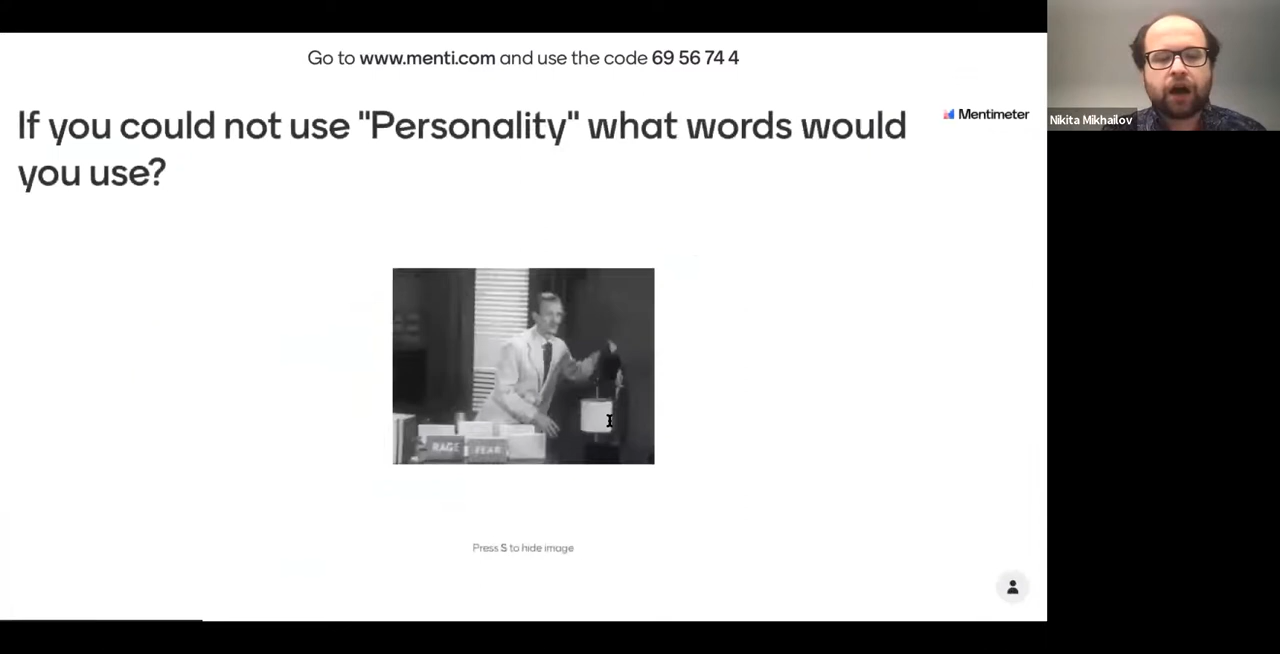 Go to www.menti.com and use the code 69 56 74 4
If you could not use "Personality" what words would
you use?
Mentimeter
Nikita Mikhailov
RAGE
FEAR
Press S to hide image